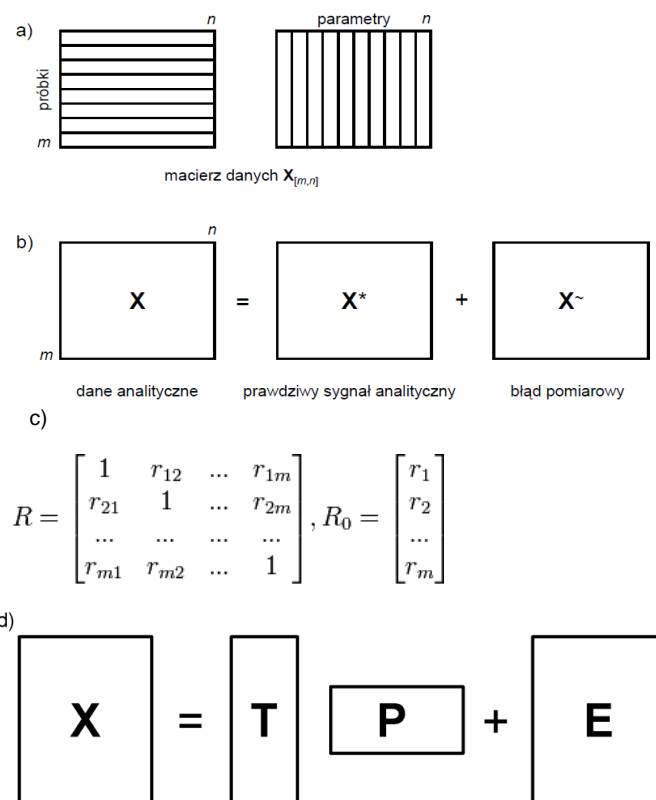 n parametry n
a)
próbki
m
macierz danych X[m,n]
b) n
X = X* + X~
m
dane analityczne prawdziwy sygnał analityczny błąd pomiarowy
c)
1 r12 ... r1m r1
r21 1 ... r2m r2
R = , R0 =
... ... ... ... ...
rm1 rm2 ... 1 rm
d)
X = T P + E